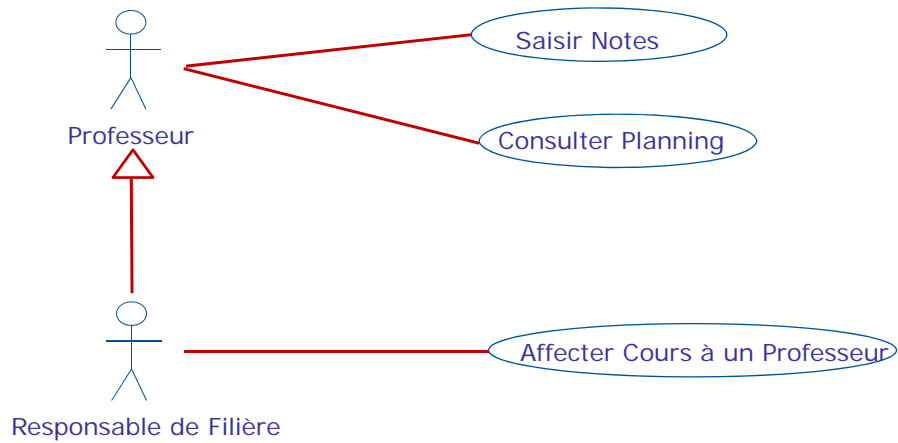 Saisir Notes
Professeur
Consulter Planning
Affecter Cours à un Professeur
Responsable de Filière